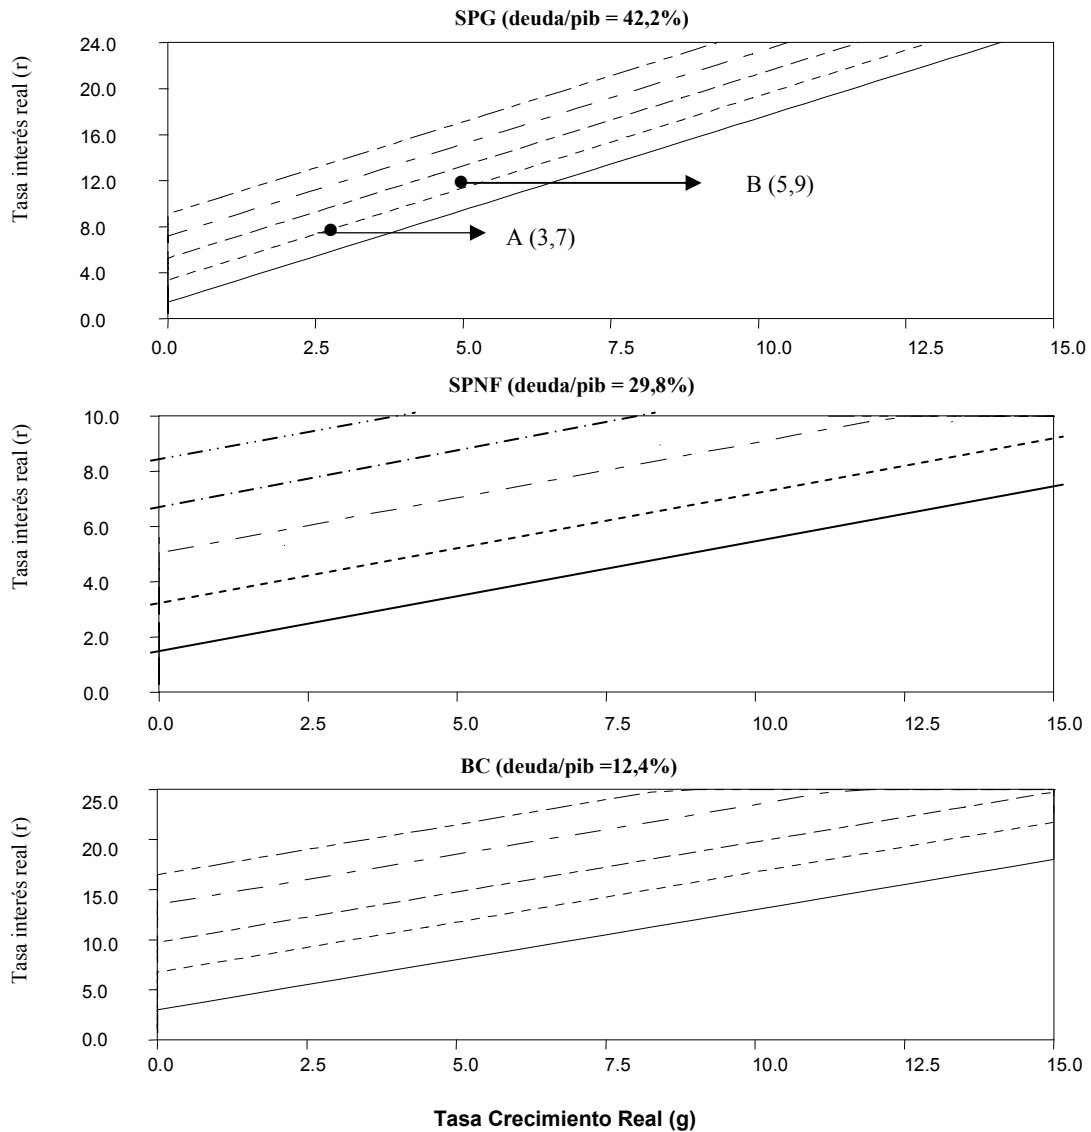 SPG (deuda/pib = 42,2%)
Tasa interés real (r)
24.0
20.0
16.0
12.0
8.0
4.0
0.0
B (5,9)
A (3,7)
0.0 2.5 5.0 7.5 10.0 12.5 15.0
SPNF (deuda/pib = 29,8%)
Tasa interés real (r)
10.0
8.0
6.0
4.0
2.0
0.0
0.0 2.5 5.0 7.5 10.0 12.5 15.0
BC (deuda/pib =12,4%)
Tasa interés real (r)
25.0
20.0
15.0
10.0
5.0
0.0
0.0 2.5 5.0 7.5 10.0 12.5 15.0
Tasa Crecimiento Real (g)